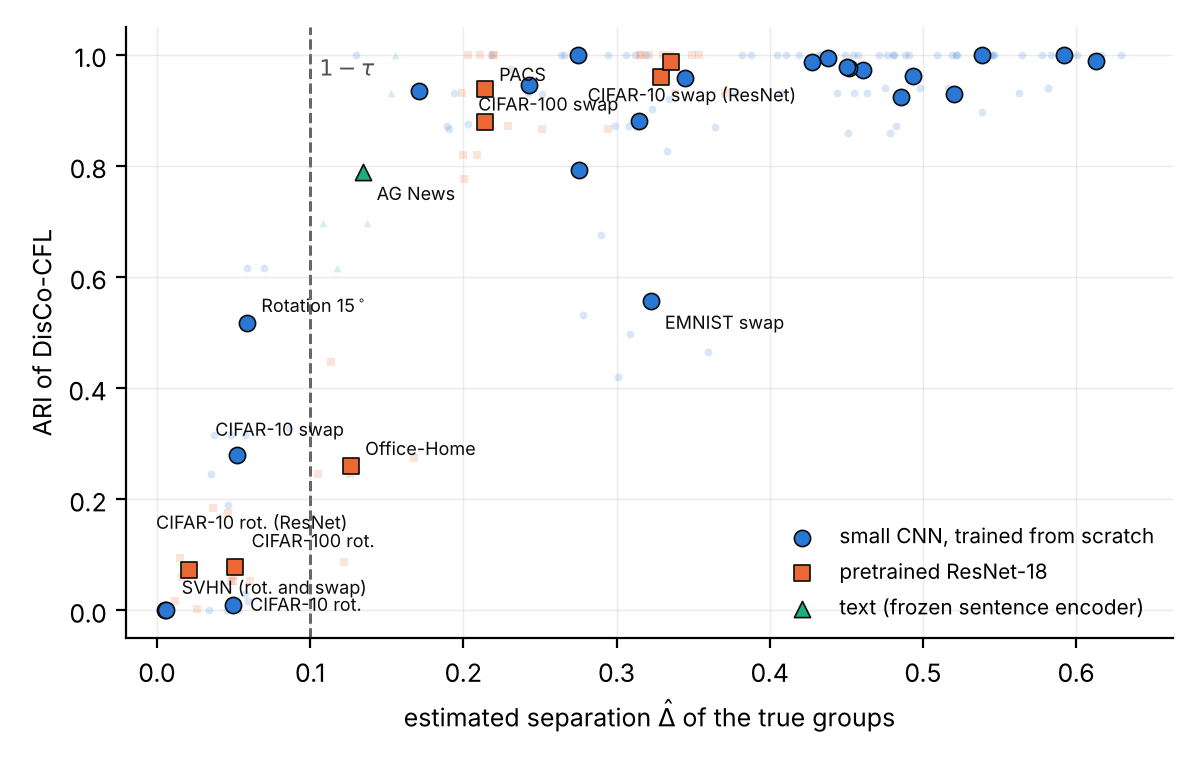 1.0
0.8
0.6
0.4
0.2
0.0
ARI of DisCo-CFL
1 − τ
PACS
CIFAR-100 swap
CIFAR-10 swap (ResNet)
AG News
Rotation 15°
EMNIST swap
CIFAR-10 swap
Office-Home
CIFAR-10 rot. (ResNet)
CIFAR-100 rot.
SVHN (rot. and swap)
CIFAR-10 rot.
small CNN, trained from scratch
pretrained ResNet-18
text (frozen sentence encoder)
0.0 0.1 0.2 0.3 0.4 0.5 0.6
estimated separation Δ̂ of the true groups